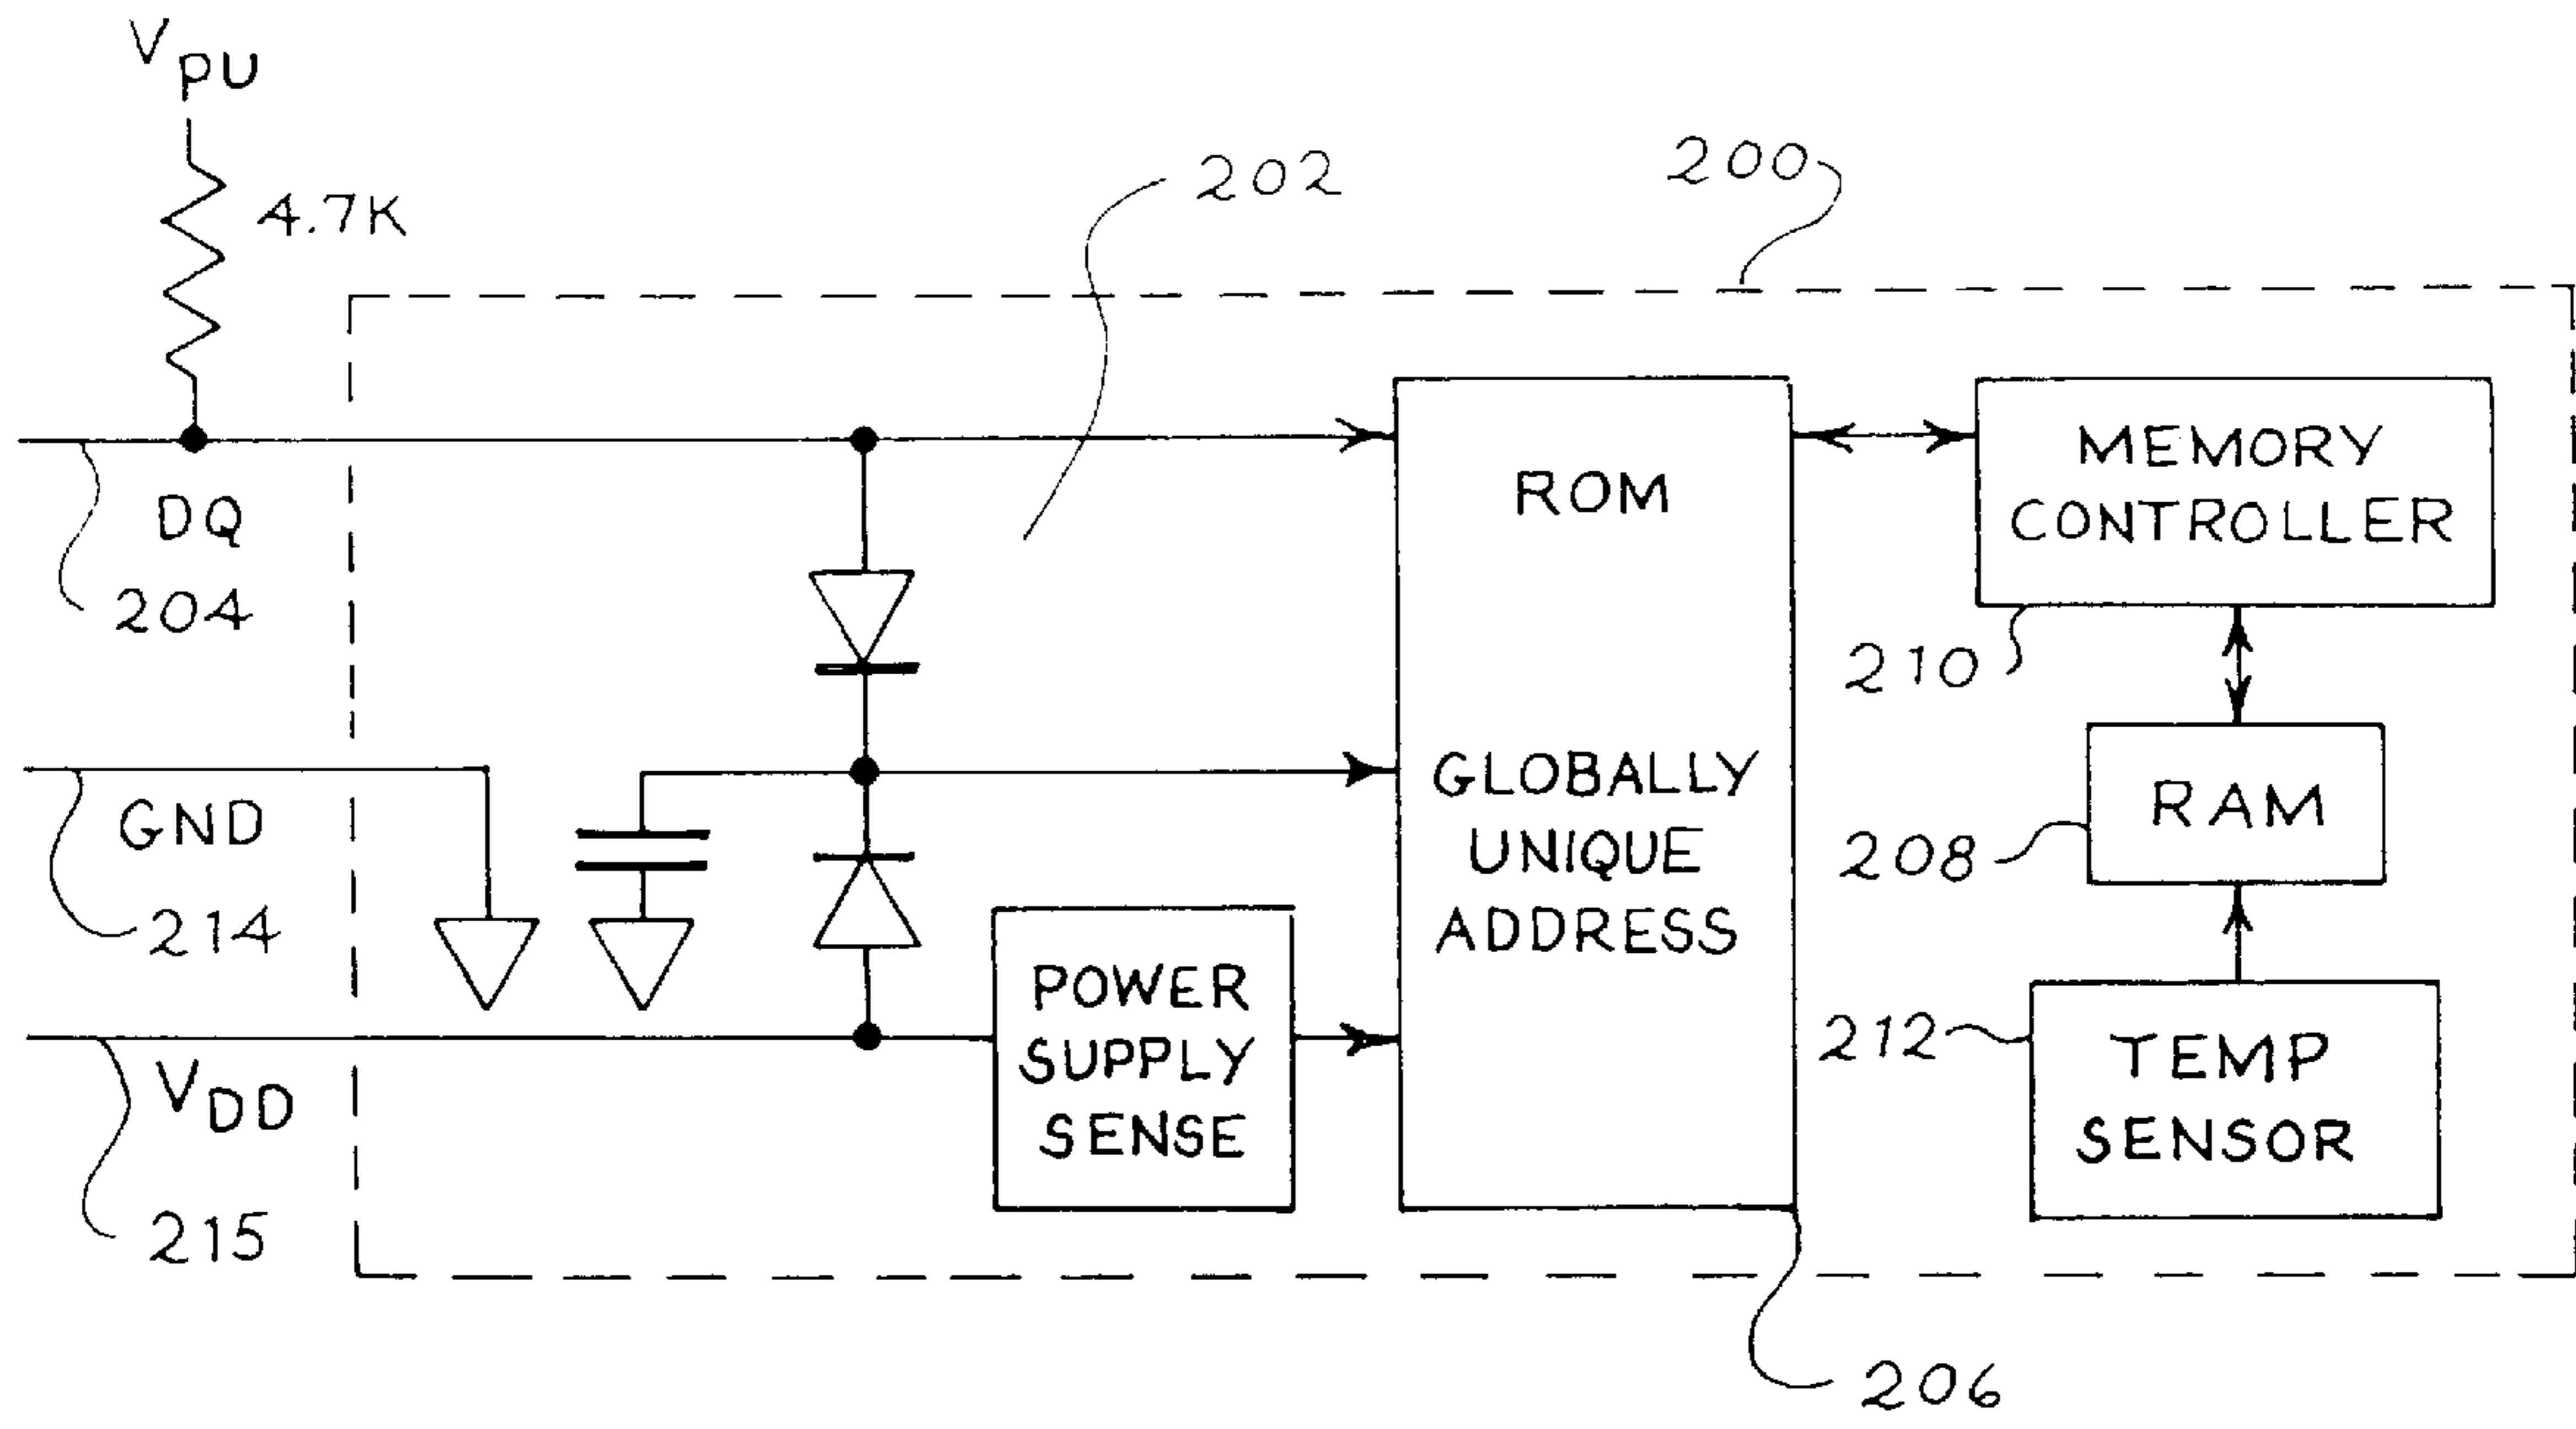 VPU
4.7K
202
200
DQ
204
ROM
MEMORY
CONTROLLER
210
GND
214
GLOBALLY
UNIQUE
ADDRESS
RAM
208
POWER
SUPPLY
SENSE
VDD
215
212
TEMP
SENSOR
206